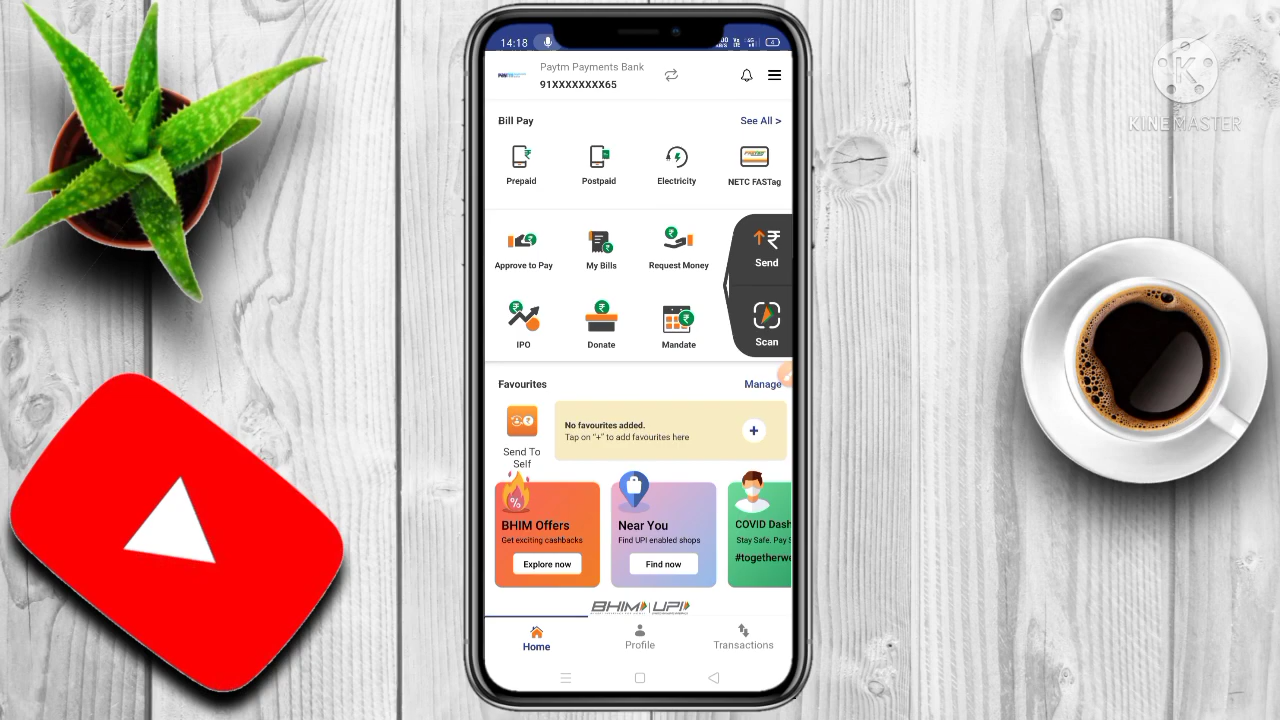 14:18
Paytm Payments Bank
91XXXXXXXX65
Bill Pay
See All >
Prepaid
Postpaid
Electricity
NETC FASTag
Send
Approve to Pay
My Bills
Request Money
Scan
IPO
Donate
Mandate
Favourites
Manage
No favourites added.
Tap on "+" to add favourites here
Send To
Self
BHIM Offers
Get exciting cashbacks
Explore now
Near You
Find UPI enabled shops
Find now
COVID Dash
Stay Safe. Pay S
#togetherwe
BHIM UPI
Home
Profile
Transactions
K
KINEMASTER